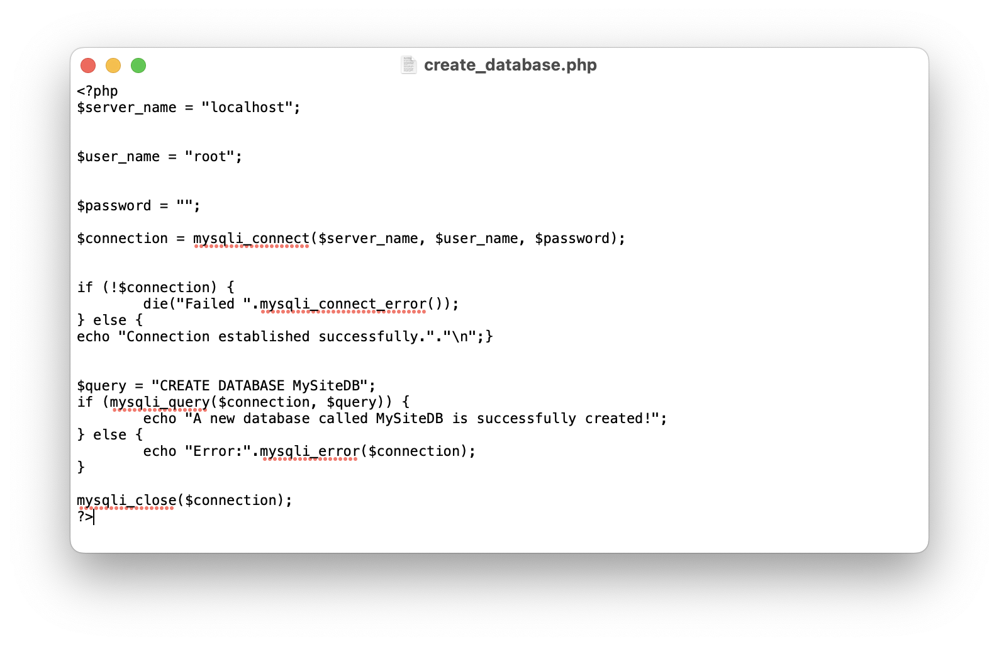 create_database.php
<?php
$server_name = "localhost";
$user_name = "root";
$password = "";
$connection = mysqli_connect($server_name, $user_name, $password);
if (!$connection) {
        die("Failed ".mysqli_connect_error());
} else {
echo "Connection established successfully."."\n";}
$query = "CREATE DATABASE MySiteDB";
if (mysqli_query($connection, $query)) {
        echo "A new database called MySiteDB is successfully created!";
} else {
        echo "Error:".mysqli_error($connection);
}
mysqli_close($connection);
?>